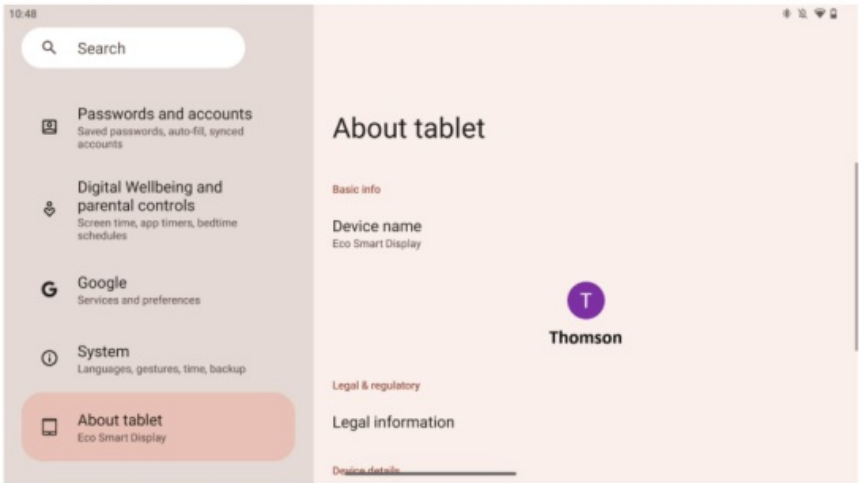 10:48
Search
Passwords and accounts
Saved passwords, auto-fill, synced
accounts
Digital Wellbeing and
parental controls
Screen time, app timers, bedtime
schedules
G
Google
Services and preferences
System
Languages, gestures, time, backup
About tablet
Eco Smart Display
About tablet
Basic info
Device name
Eco Smart Display
T
Thomson
Legal & regulatory
Legal information
Device details